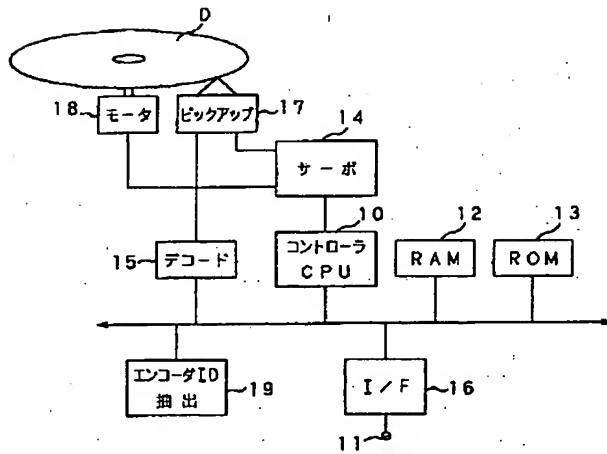 D
18
モータ
ピックアップ
17
14
サーボ
10
コントローラ
CPU
12
RAM
13
ROM
15
デコード
エンコーダID
抽出
19
I/F
16
11